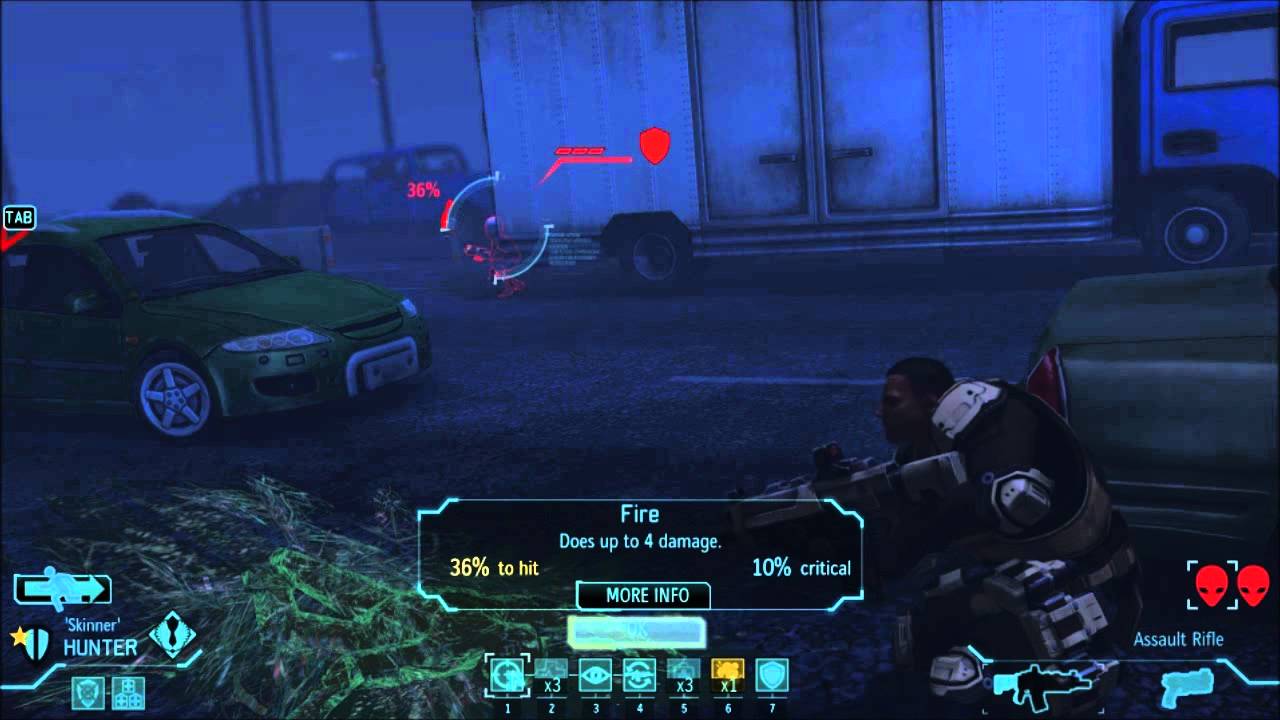 36%
TAB
Fire
Does up to 4 damage.
36% to hit
10% critical
MORE INFO
OK
'Skinner'
HUNTER
Assault Rifle
x3
x3
x1
1 2 3 4 5 6 7